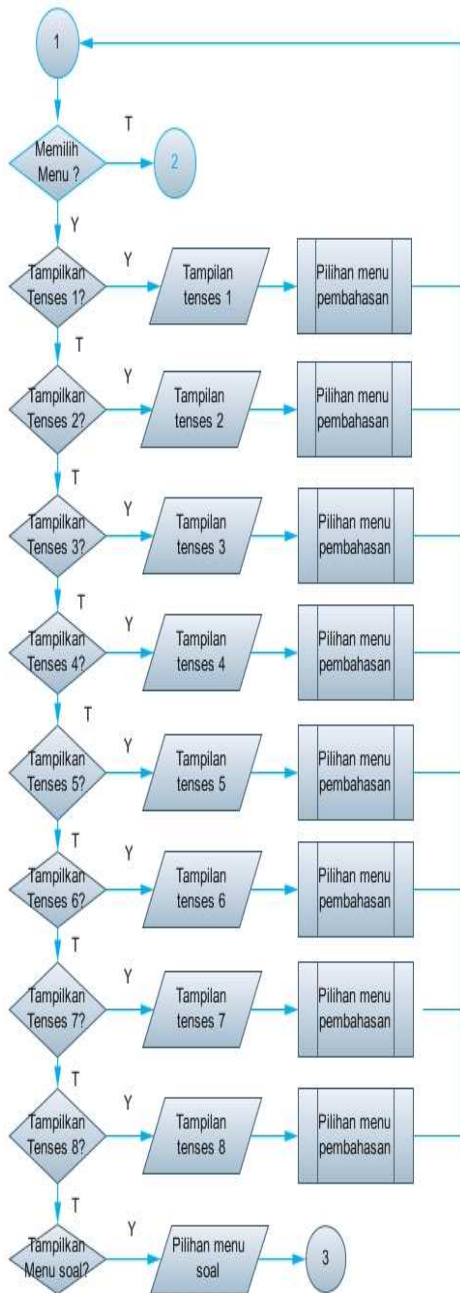 1
T
Memilih
Menu ?
2
Y
Tampilkan
Tenses 1?
Y
Tampilan
tenses 1
Pilihan menu
pembahasan
T
Tampilkan
Tenses 2?
Y
Tampilan
tenses 2
Pilihan menu
pembahasan
T
Tampilkan
Tenses 3?
Y
Tampilan
tenses 3
Pilihan menu
pembahasan
T
Tampilkan
Tenses 4?
Y
Tampilan
tenses 4
Pilihan menu
pembahasan
T
Tampilkan
Tenses 5?
Y
Tampilan
tenses 5
Pilihan menu
pembahasan
T
Tampilkan
Tenses 6?
Y
Tampilan
tenses 6
Pilihan menu
pembahasan
T
Tampilkan
Tenses 7?
Y
Tampilan
tenses 7
Pilihan menu
pembahasan
T
Tampilkan
Tenses 8?
Y
Tampilan
tenses 8
Pilihan menu
pembahasan
T
Tampilkan
Menu soal?
Y
Pilihan menu
soal
3